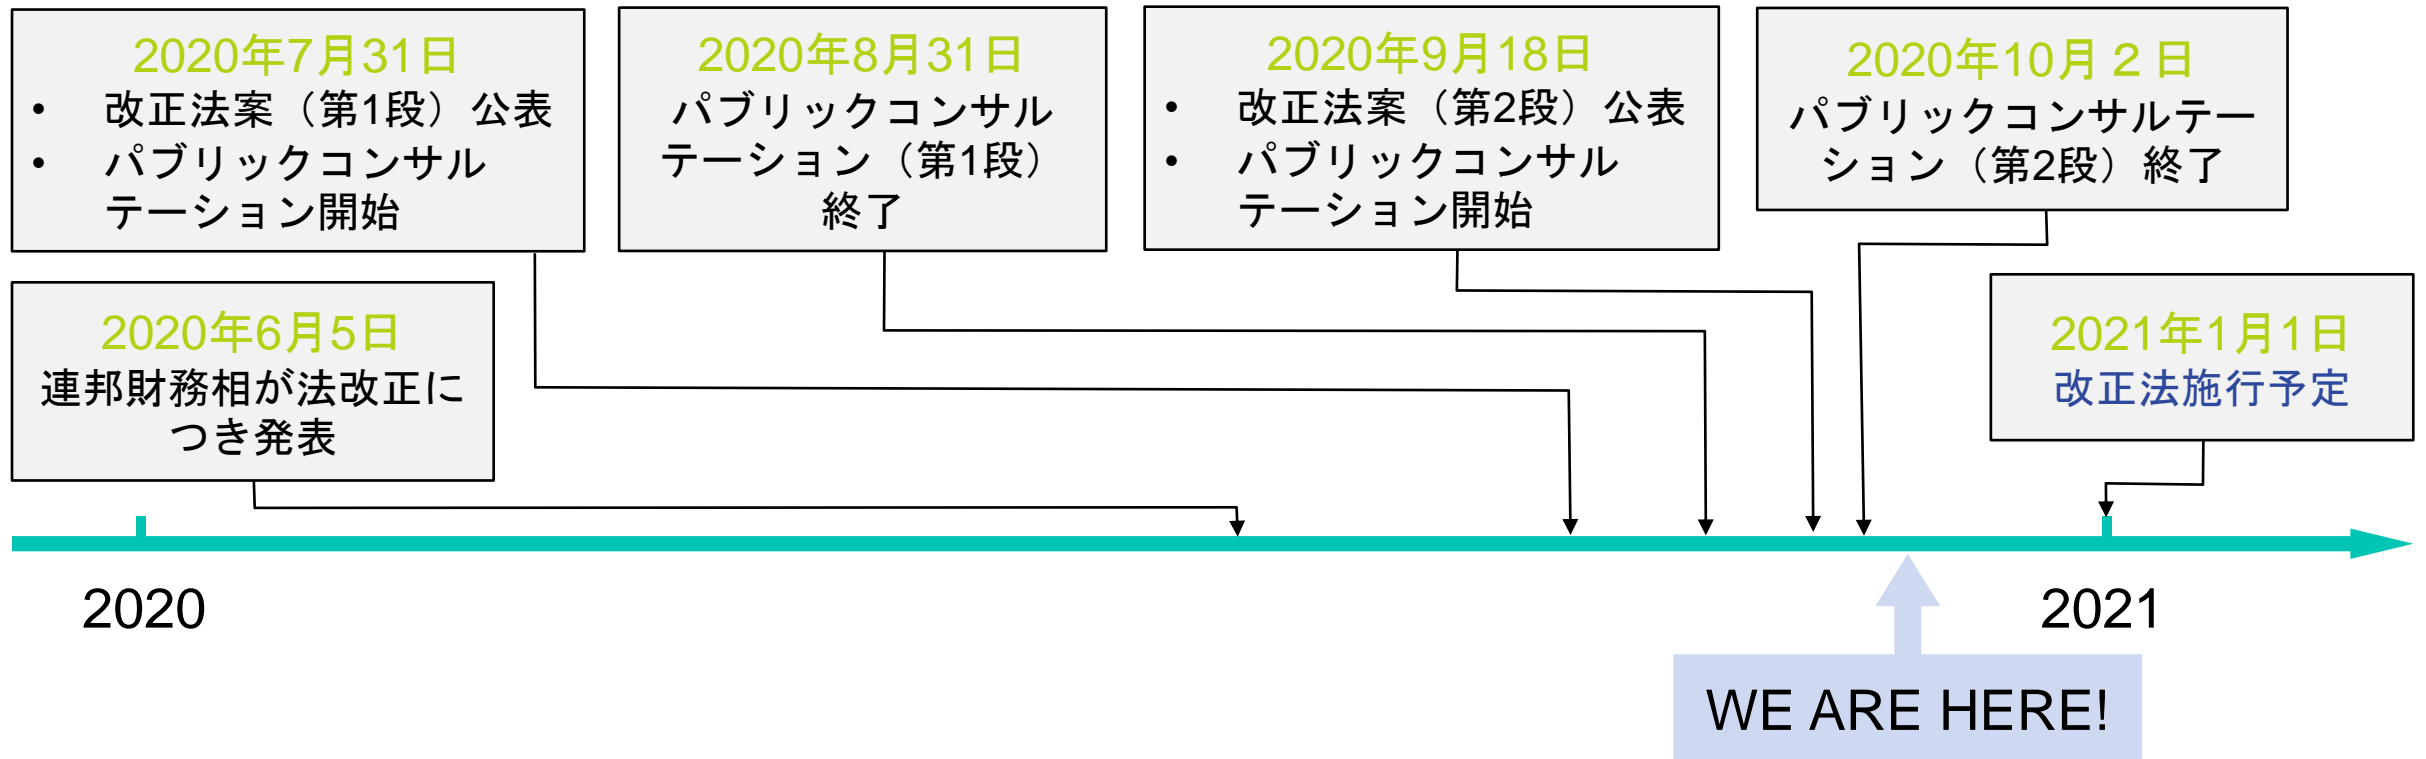 2020年7月31日
• 改正法案（第1段）公表
• パブリックコンサル
テーション開始
2020年8月31日
パブリックコンサル
テーション（第1段）
終了
2020年9月18日
• 改正法案（第2段）公表
• パブリックコンサル
テーション開始
2020年10月２日
パブリックコンサルテー
ション（第2段）終了
2020年6月5日
連邦財務相が法改正に
つき発表
2021年1月1日
改正法施行予定
2020
2021
WE ARE HERE!